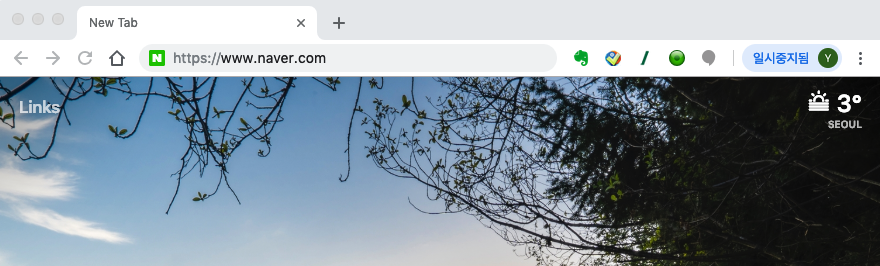 New Tab
https://www.naver.com
일시중지됨
Y
Links
3°
SEOUL